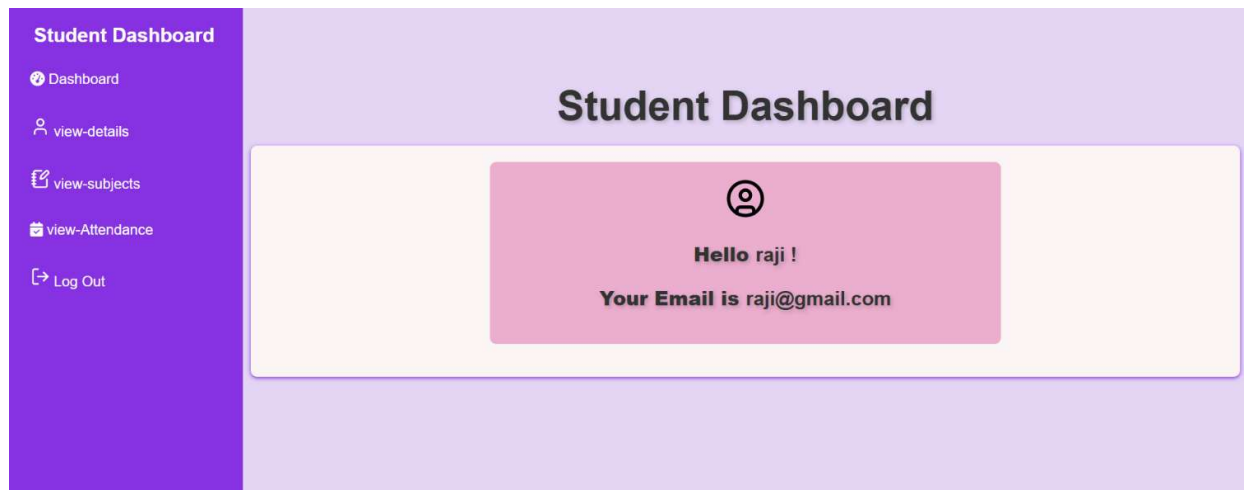 Student Dashboard
Dashboard
view-details
view-subjects
view-Attendance
Log Out
Student Dashboard
Hello raji !
Your Email is raji@gmail.com